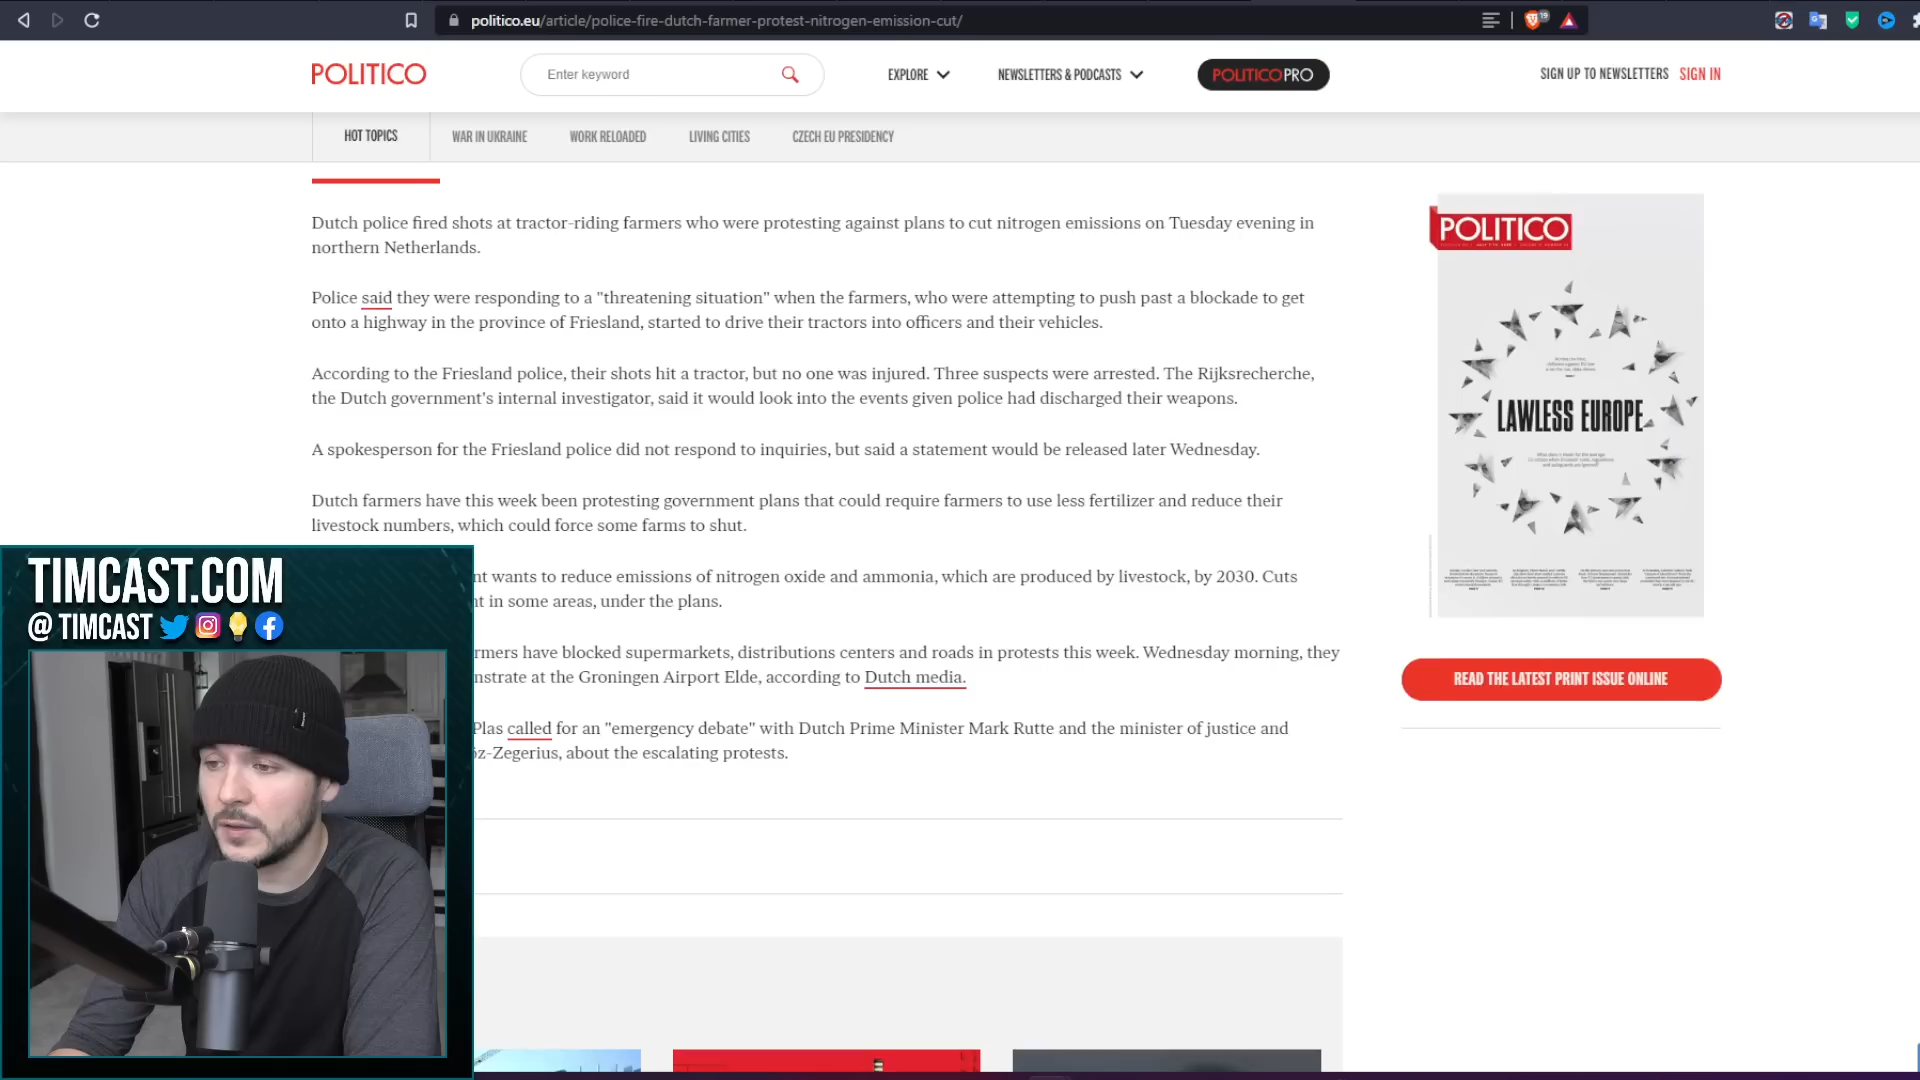 politico.eu/article/police-fire-dutch-farmer-protest-nitrogen-emission-cut/
19
POLITICO
Enter keyword
EXPLORE
NEWSLETTERS & PODCASTS
POLITICOPRO
SIGN UP TO NEWSLETTERS
SIGN IN
HOT TOPICS
WAR IN UKRAINE
WORK RELOADED
LIVING CITIES
CZECH EU PRESIDENCY
Dutch police fired shots at tractor-riding farmers who were protesting against plans to cut nitrogen emissions on Tuesday evening in
northern Netherlands.
Police said they were responding to a "threatening situation" when the farmers, who were attempting to push past a blockade to get
onto a highway in the province of Friesland, started to drive their tractors into officers and their vehicles.
According to the Friesland police, their shots hit a tractor, but no one was injured. Three suspects were arrested. The Rijksrecherche,
the Dutch government's internal investigator, said it would look into the events given police had discharged their weapons.
A spokesperson for the Friesland police did not respond to inquiries, but said a statement would be released later Wednesday.
Dutch farmers have this week been protesting government plans that could require farmers to use less fertilizer and reduce their
livestock numbers, which could force some farms to shut.
nt wants to reduce emissions of nitrogen oxide and ammonia, which are produced by livestock, by 2030. Cuts
nt in some areas, under the plans.
rmers have blocked supermarkets, distributions centers and roads in protests this week. Wednesday morning, they
nstrate at the Groningen Airport Elde, according to Dutch media.
Plas called for an "emergency debate" with Dutch Prime Minister Mark Rutte and the minister of justice and
z-Zegerius, about the escalating protests.
POLITICO
LAWLESS EUROPE
READ THE LATEST PRINT ISSUE ONLINE
TIMCAST.COM
@ TIMCAST